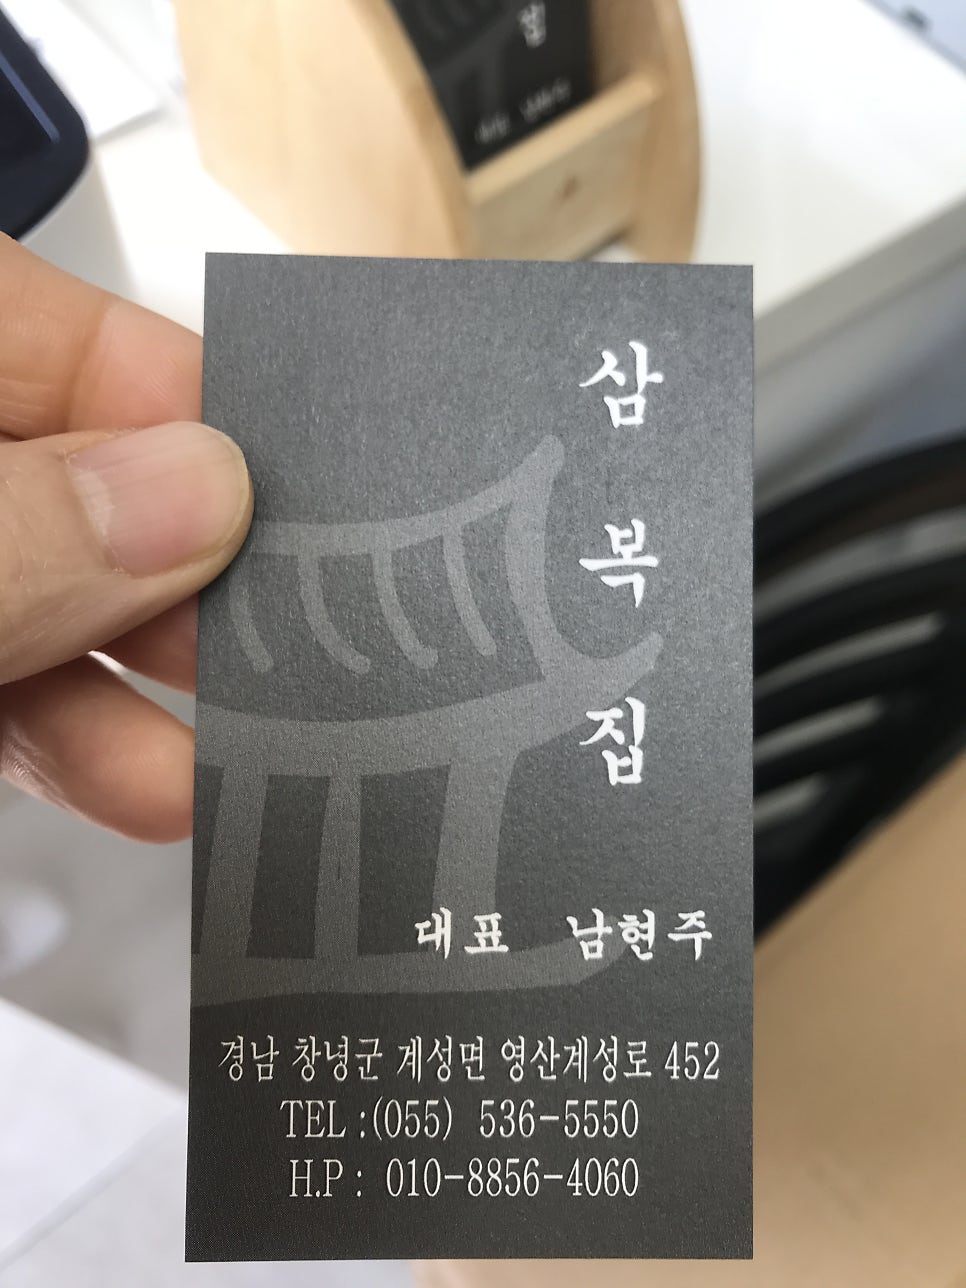 집
삼
복
집
대표 남현주
경남 창녕군 계성면 영산계성로 452
TEL :(055) 536-5550
H.P : 010-8856-4060